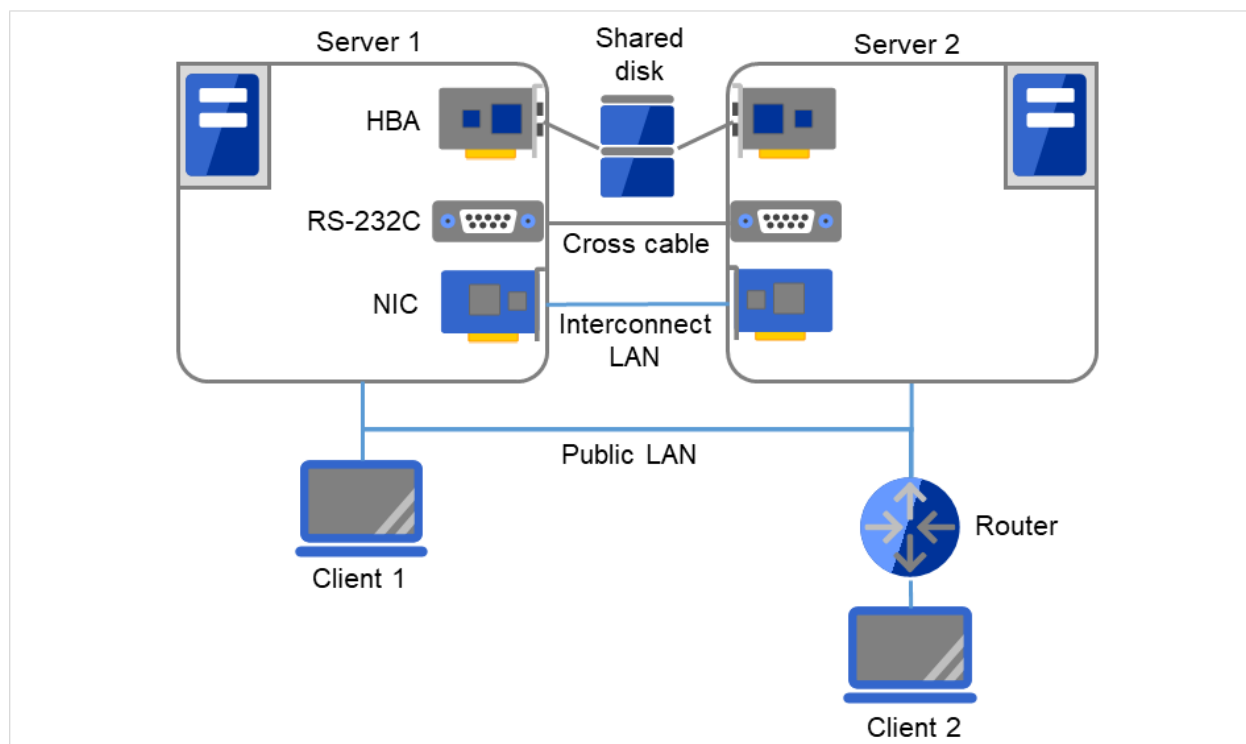 Server 1
Shared
disk
Server 2
HBA
RS-232C
Cross cable
NIC
Interconnect
LAN
Public LAN
Router
Client 1
Client 2